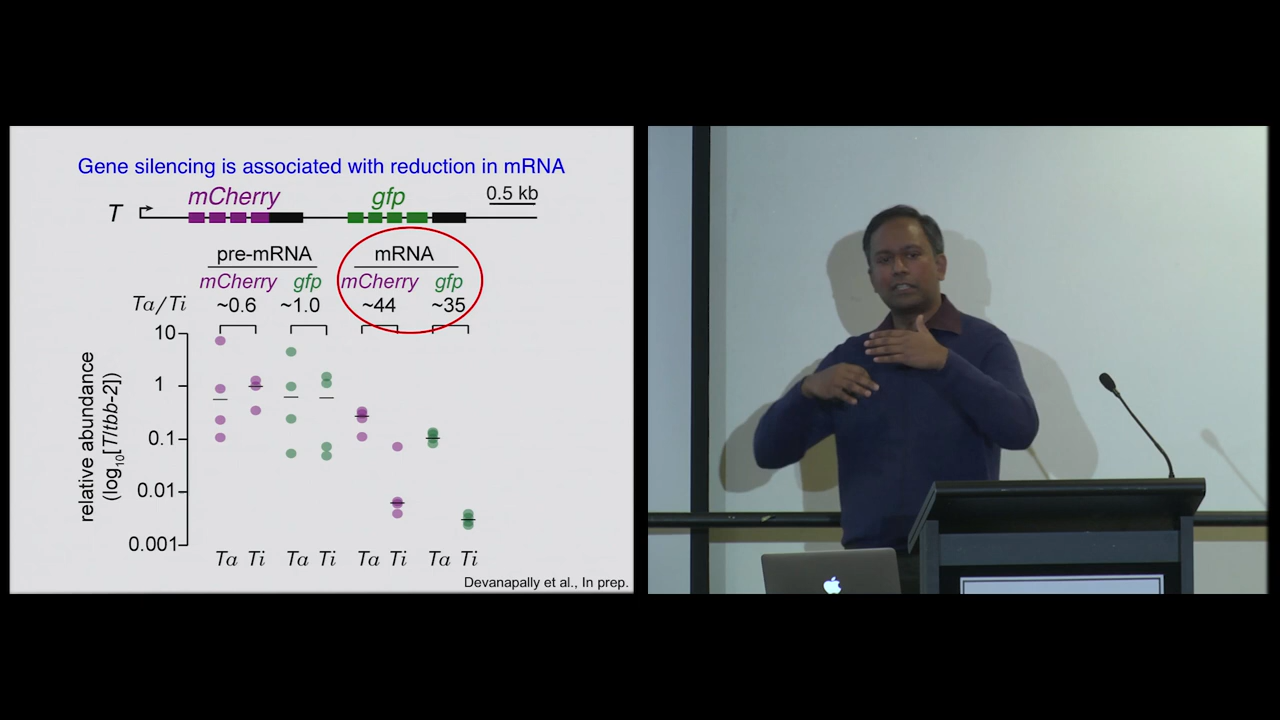 Gene silencing is associated with reduction in mRNA
mCherry gfp 0.5 kb
T
pre-mRNA mRNA
mCherry gfp mCherry gfp
Ta/Ti ~0.6 ~1.0 ~44 ~35
10
1
0.1
0.01
0.001
relative abundance
(log10[T/tbb-2])
Ta Ti Ta Ti Ta Ti Ta Ti
Devanapally et al., In prep.